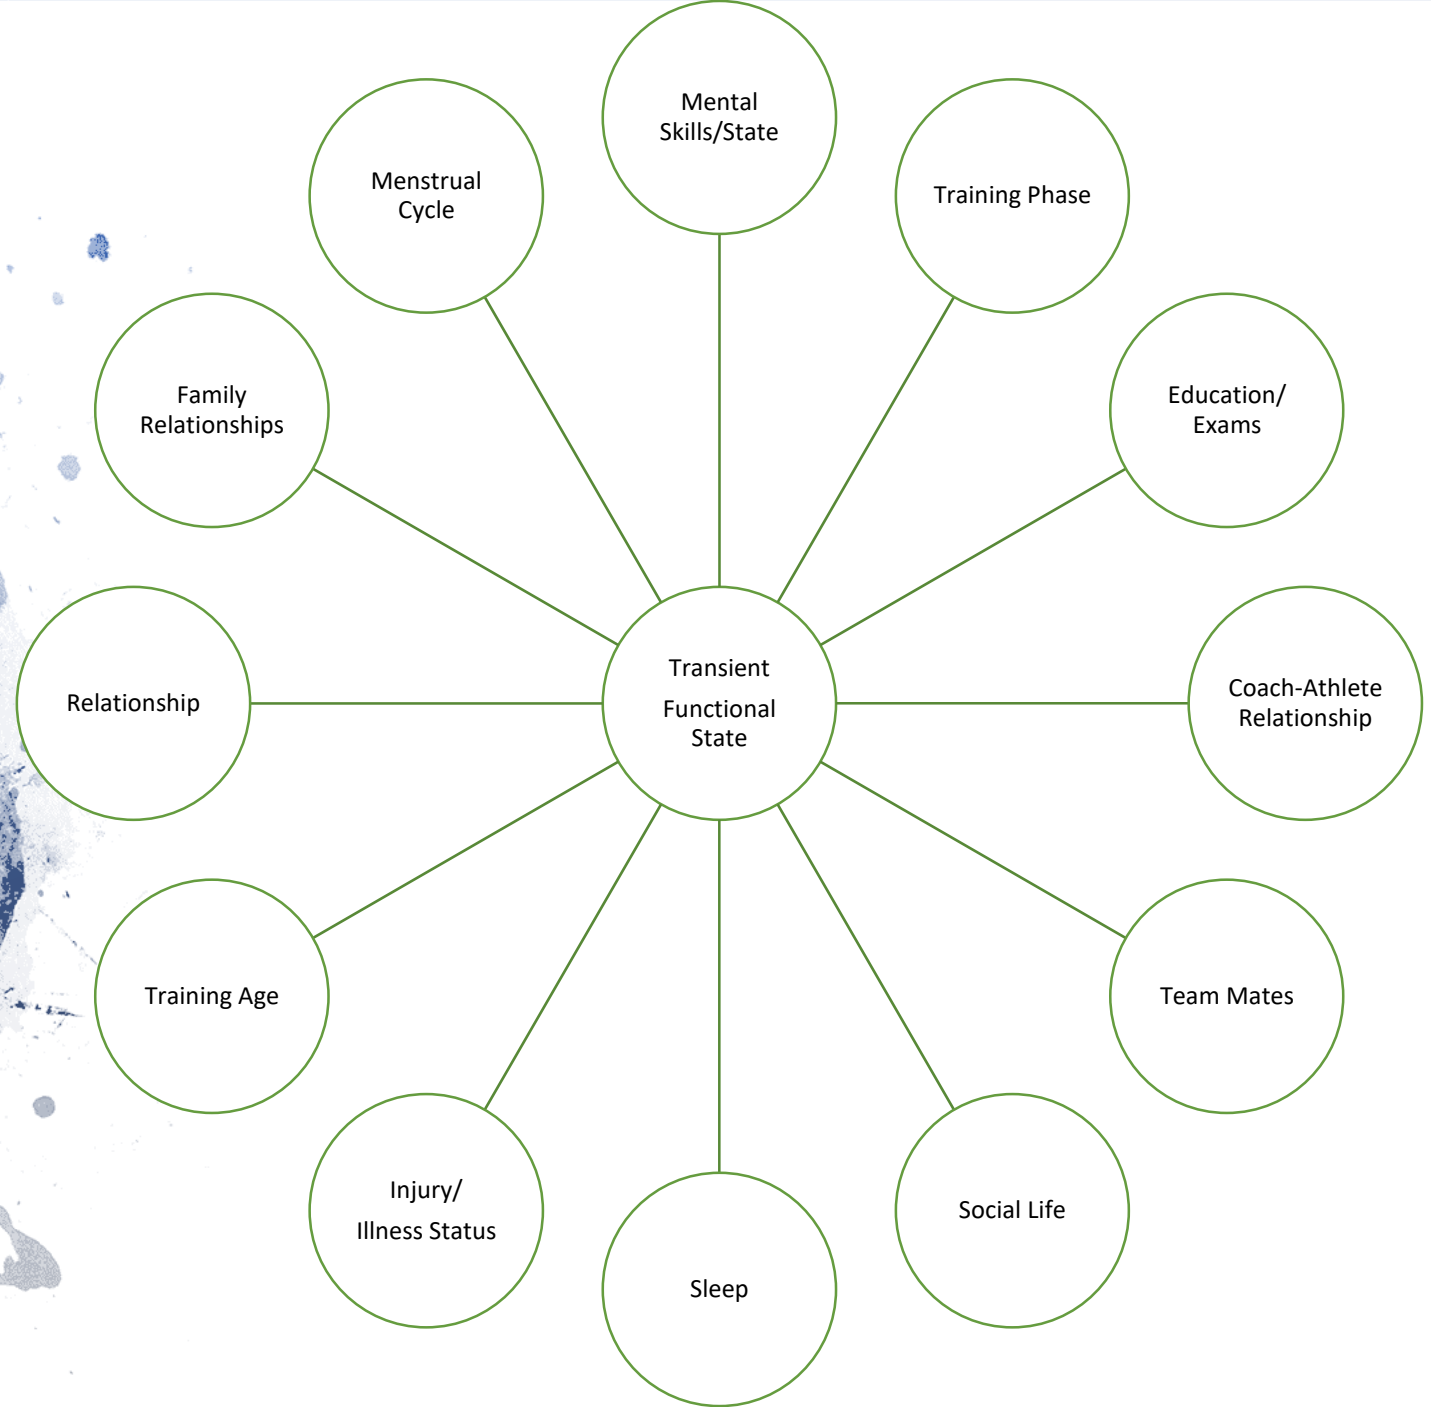 Mental
Skills/State
Training Phase
Education/
Exams
Coach-Athlete
Relationship
Team Mates
Social Life
Sleep
Injury/
Illness Status
Training Age
Relationship
Family
Relationships
Menstrual
Cycle
Transient
Functional
State